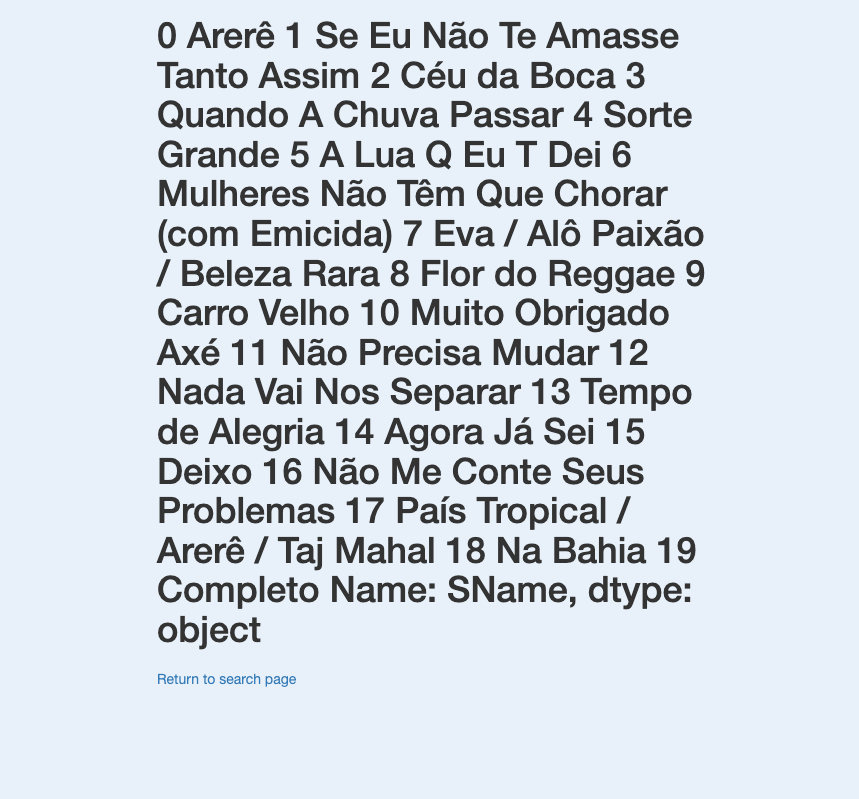 0 Arerê 1 Se Eu Não Te Amasse
Tanto Assim 2 Céu da Boca 3
Quando A Chuva Passar 4 Sorte
Grande 5 A Lua Q Eu T Dei 6
Mulheres Não Têm Que Chorar
(com Emicida) 7 Eva / Alô Paixão
/ Beleza Rara 8 Flor do Reggae 9
Carro Velho 10 Muito Obrigado
Axé 11 Não Precisa Mudar 12
Nada Vai Nos Separar 13 Tempo
de Alegria 14 Agora Já Sei 15
Deixo 16 Não Me Conte Seus
Problemas 17 País Tropical /
Arerê / Taj Mahal 18 Na Bahia 19
Completo Name: SName, dtype:
object
Return to search page